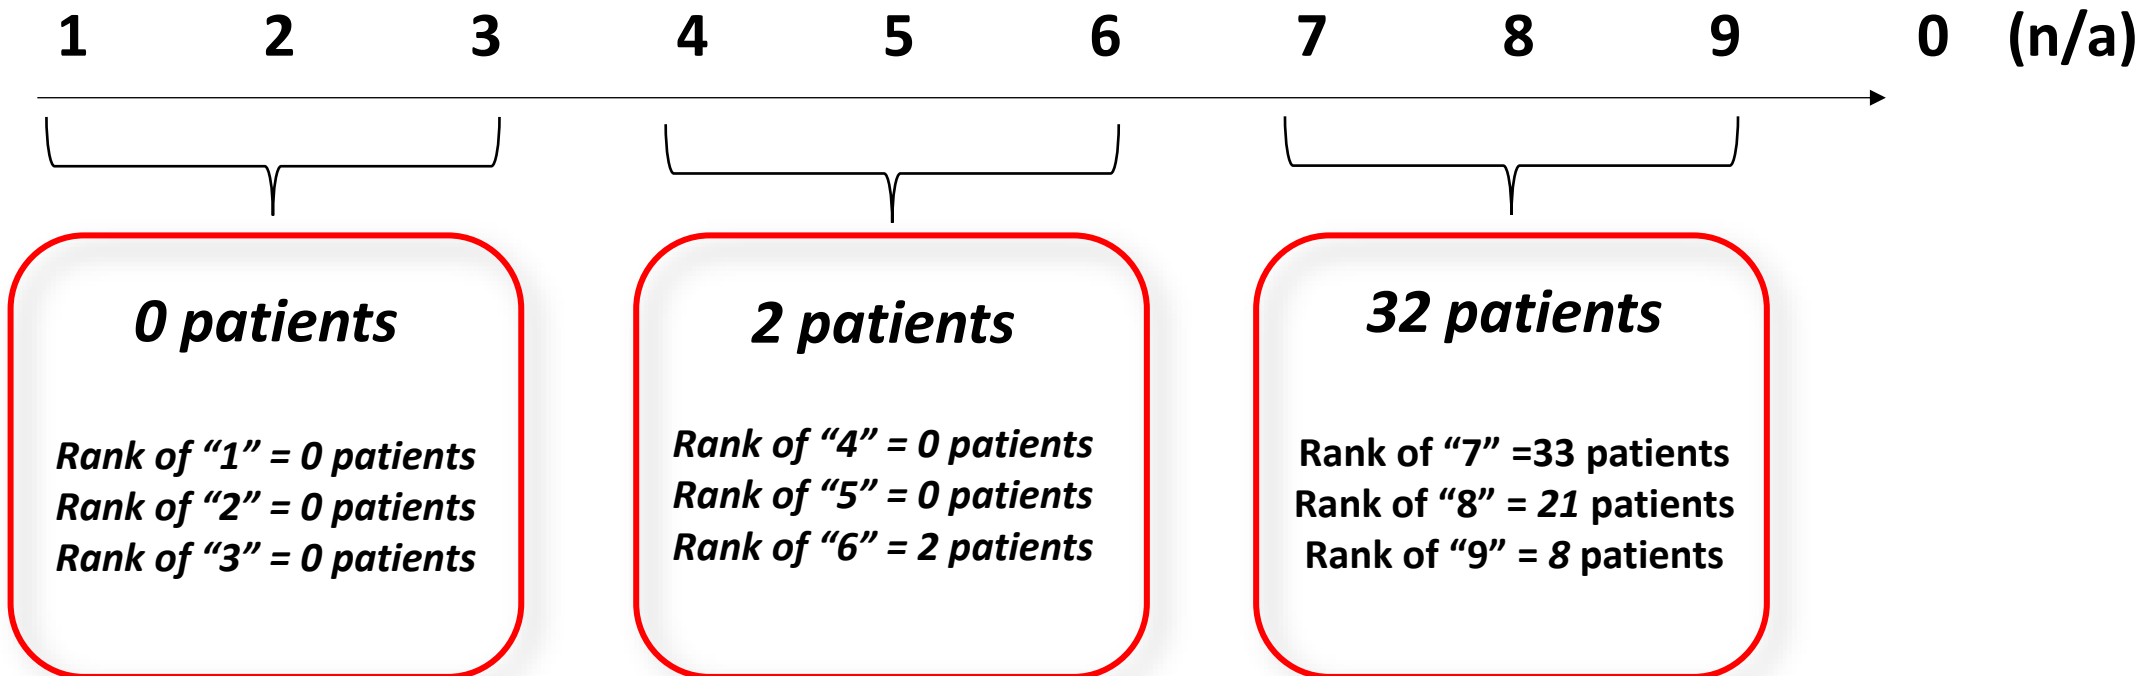 1 2 3 4 5 6 7 8 9 0 (n/a)
0 patients
Rank of “1” = 0 patients
Rank of “2” = 0 patients
Rank of “3” = 0 patients
2 patients
Rank of “4” = 0 patients
Rank of “5” = 0 patients
Rank of “6” = 2 patients
32 patients
Rank of “7” =33 patients
Rank of “8” = 21 patients
Rank of “9” = 8 patients